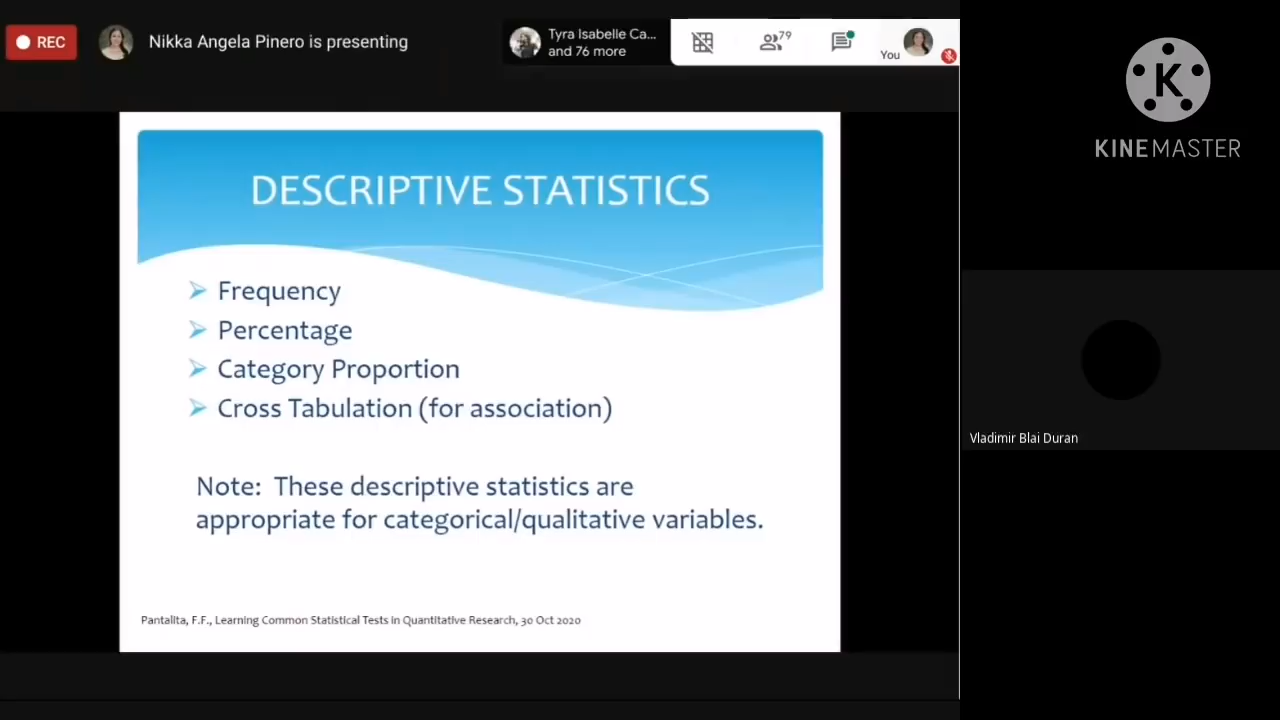 REC
Nikka Angela Pinero is presenting
Tyra Isabelle Ca...
and 76 more
79
You
K
KINEMASTER
DESCRIPTIVE STATISTICS
Frequency
Percentage
Category Proportion
Cross Tabulation (for association)
Note: These descriptive statistics are
appropriate for categorical/qualitative variables.
Vladimir Blai Duran
Pantalita, F.F., Learning Common Statistical Tests in Quantitative Research, 30 Oct 2020